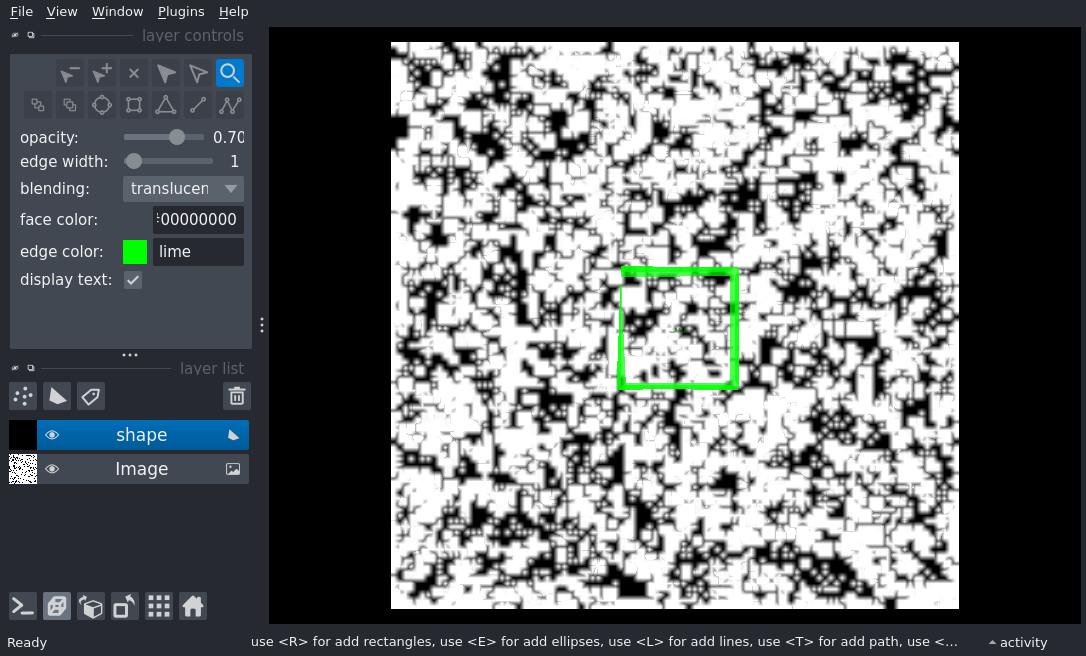 File View Window Plugins Help
layer controls
opacity: 0.70
edge width: 1
blending: translucen
face color: 00000000
edge color: lime
display text:
layer list
shape
Image
Ready
use <R> for add rectangles, use <E> for add ellipses, use <L> for add lines, use <T> for add path, use <...
activity